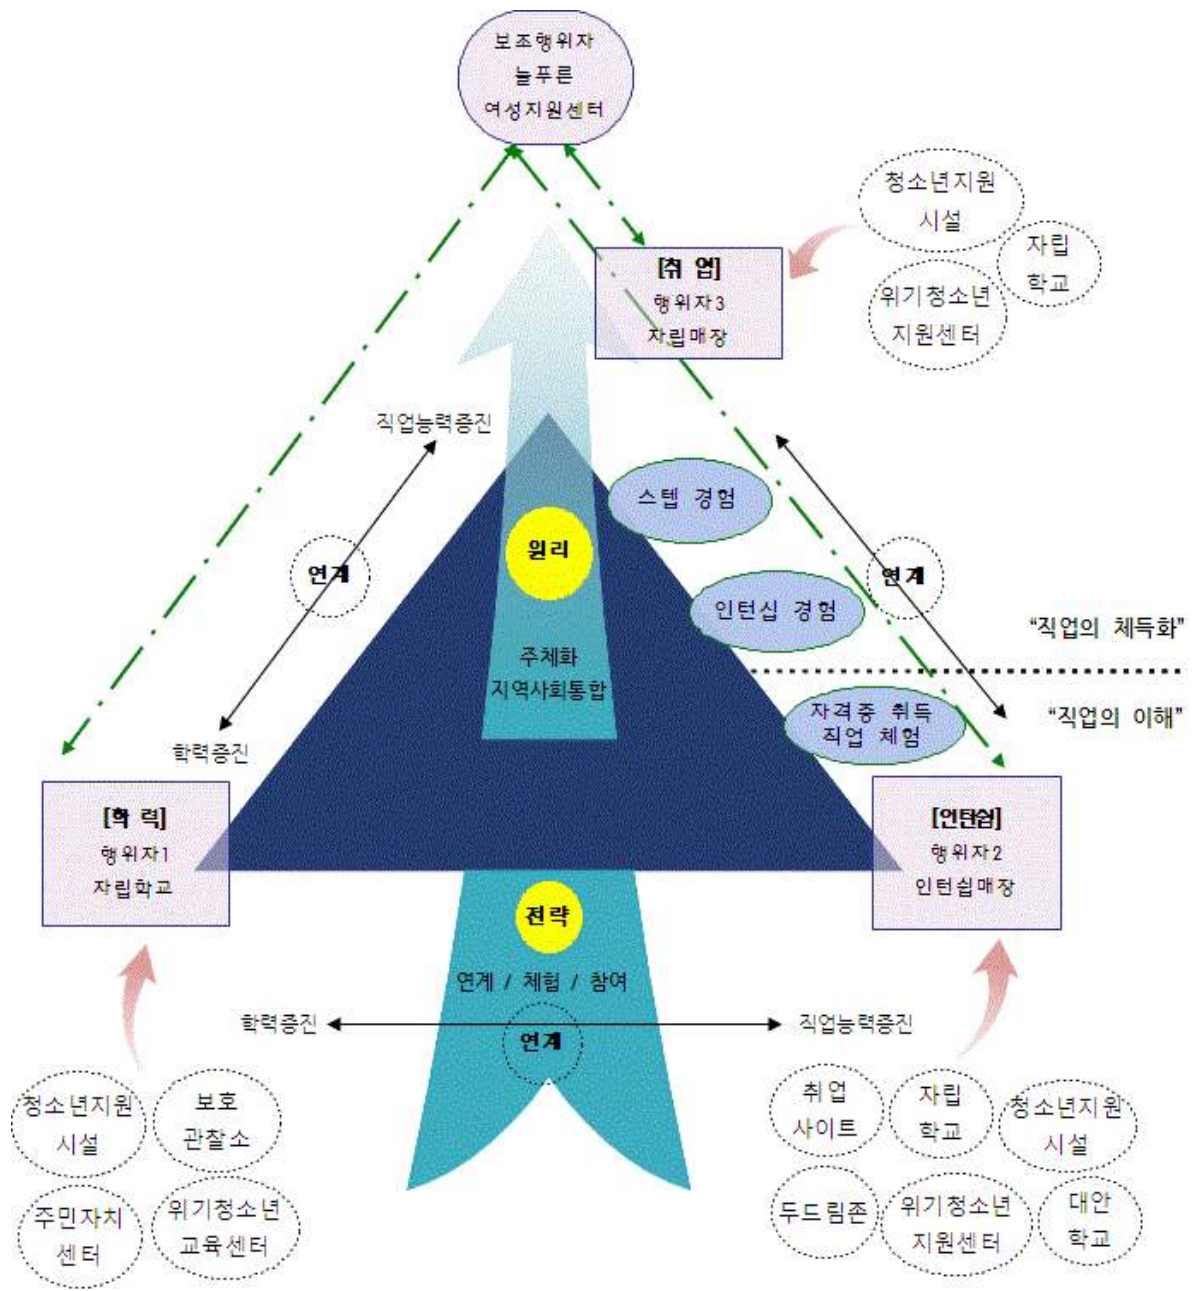 보조행위자
늘푸른
여성지원센터
청소년지원
시설
자립
학교
위기청소년
지원센터
[취 업]
행위자3
자립매장
직업능력증진
스텝 경험
원리
연계
연계
인턴십 경험
"직업의 체득화"
주체화
지역사회통합
자격증 취득
직업 체험
"직업의 이해"
학력증진
[학 력]
행위자1
자립학교
[인턴쉽]
행위자2
인턴쉽매장
전략
연계 / 체험 / 참여
학력증진
연계
직업능력증진
청소년지원
시설
보호
관찰소
주민자치
센터
위기청소년
교육센터
취업
사이트
자립
학교
청소년지원
시설
두드림존
위기청소년
지원센터
대안
학교